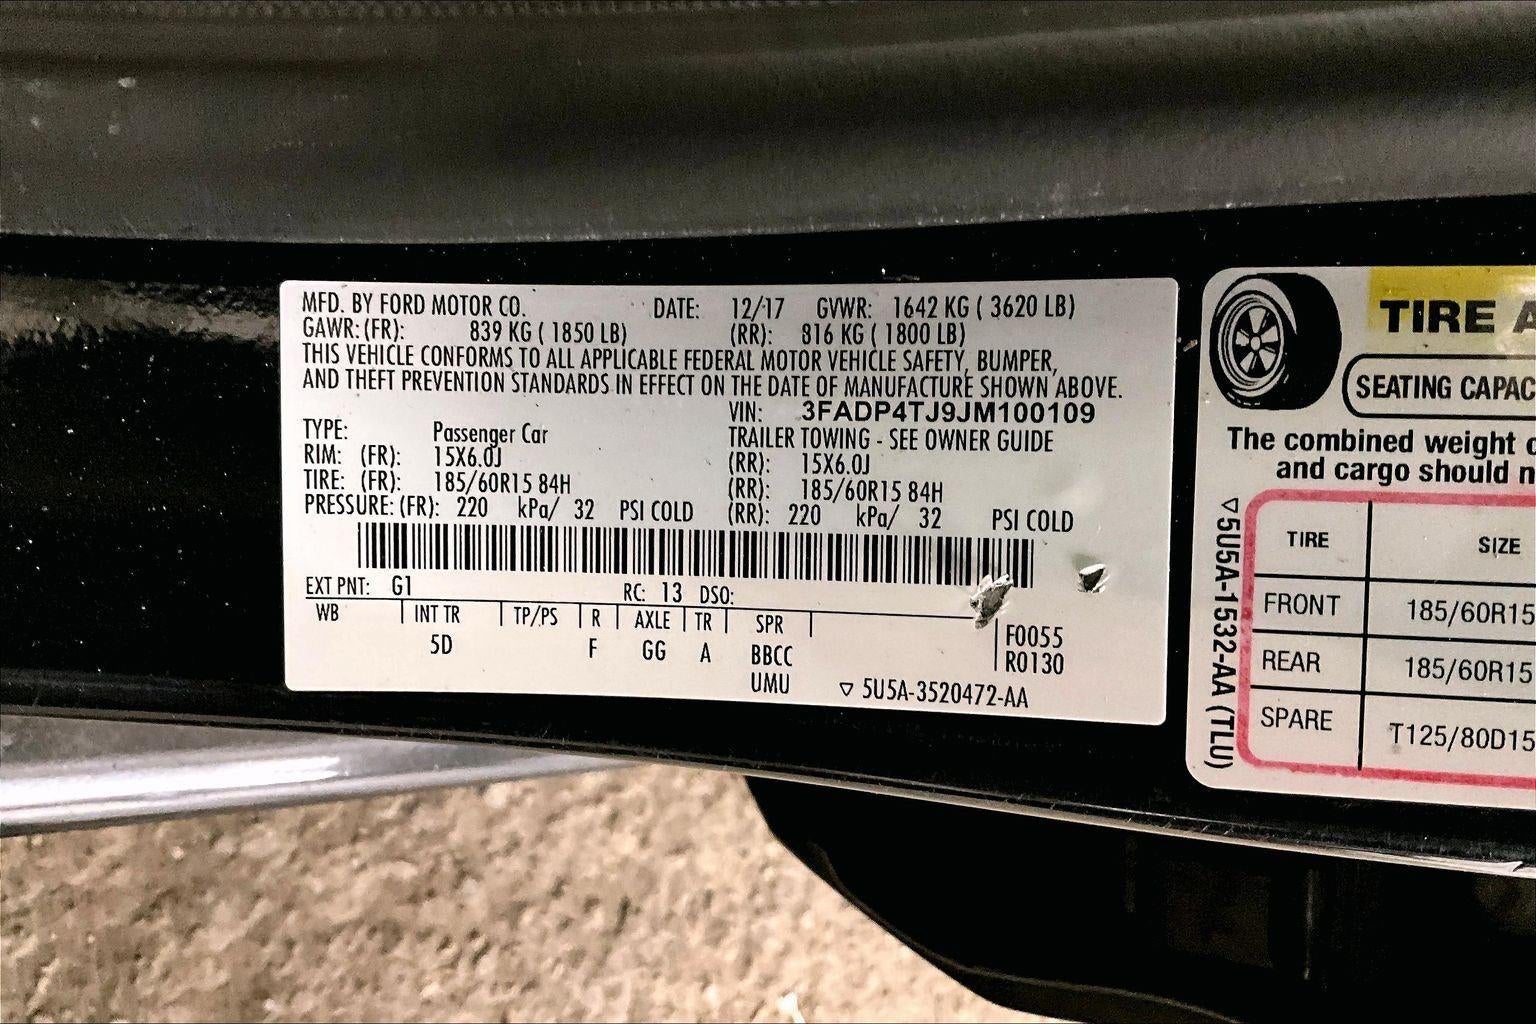 MFD. BY FORD MOTOR CO. DATE: 12/17 GVWR: 1642 KG ( 3620 LB)
GAWR: (FR): 839 KG ( 1850 LB) (RR): 816 KG ( 1800 LB)
THIS VEHICLE CONFORMS TO ALL APPLICABLE FEDERAL MOTOR VEHICLE SAFETY, BUMPER,
AND THEFT PREVENTION STANDARDS IN EFFECT ON THE DATE OF MANUFACTURE SHOWN ABOVE.
VIN: 3FADP4TJ9JM100109
TYPE: Passenger Car TRAILER TOWING - SEE OWNER GUIDE
RIM: (FR): 15X6.0J (RR): 15X6.0J
TIRE: (FR): 185/60R15 84H (RR): 185/60R15 84H
PRESSURE: (FR): 220 kPa/ 32 PSI COLD (RR): 220 kPa/ 32 PSI COLD
EXT PNT: G1 RC: 13 DSO:
WB INT TR TP/PS R AXLE TR SPR F0055
5D F GG A BBCC R0130
UMU ▽ 5U5A-3520472-AA
TIRE A
SEATING CAPAC
The combined weight
and cargo should
▽5U5A-1532-AA (TLU)
TIRE SIZE
FRONT 185/60R15
REAR 185/60R15
SPARE T125/80D15